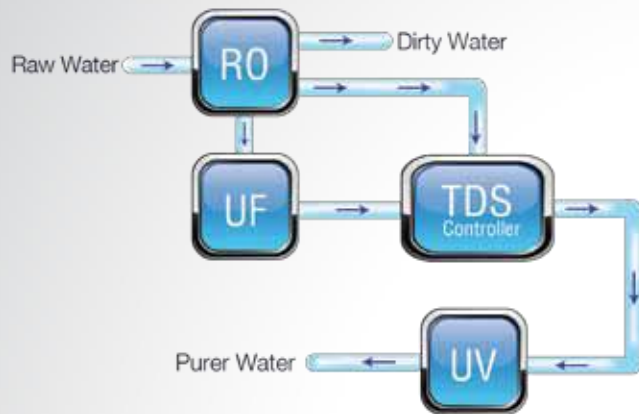 Raw Water
RO
Dirty Water
UF
TDS
Controller
Purer Water
UV